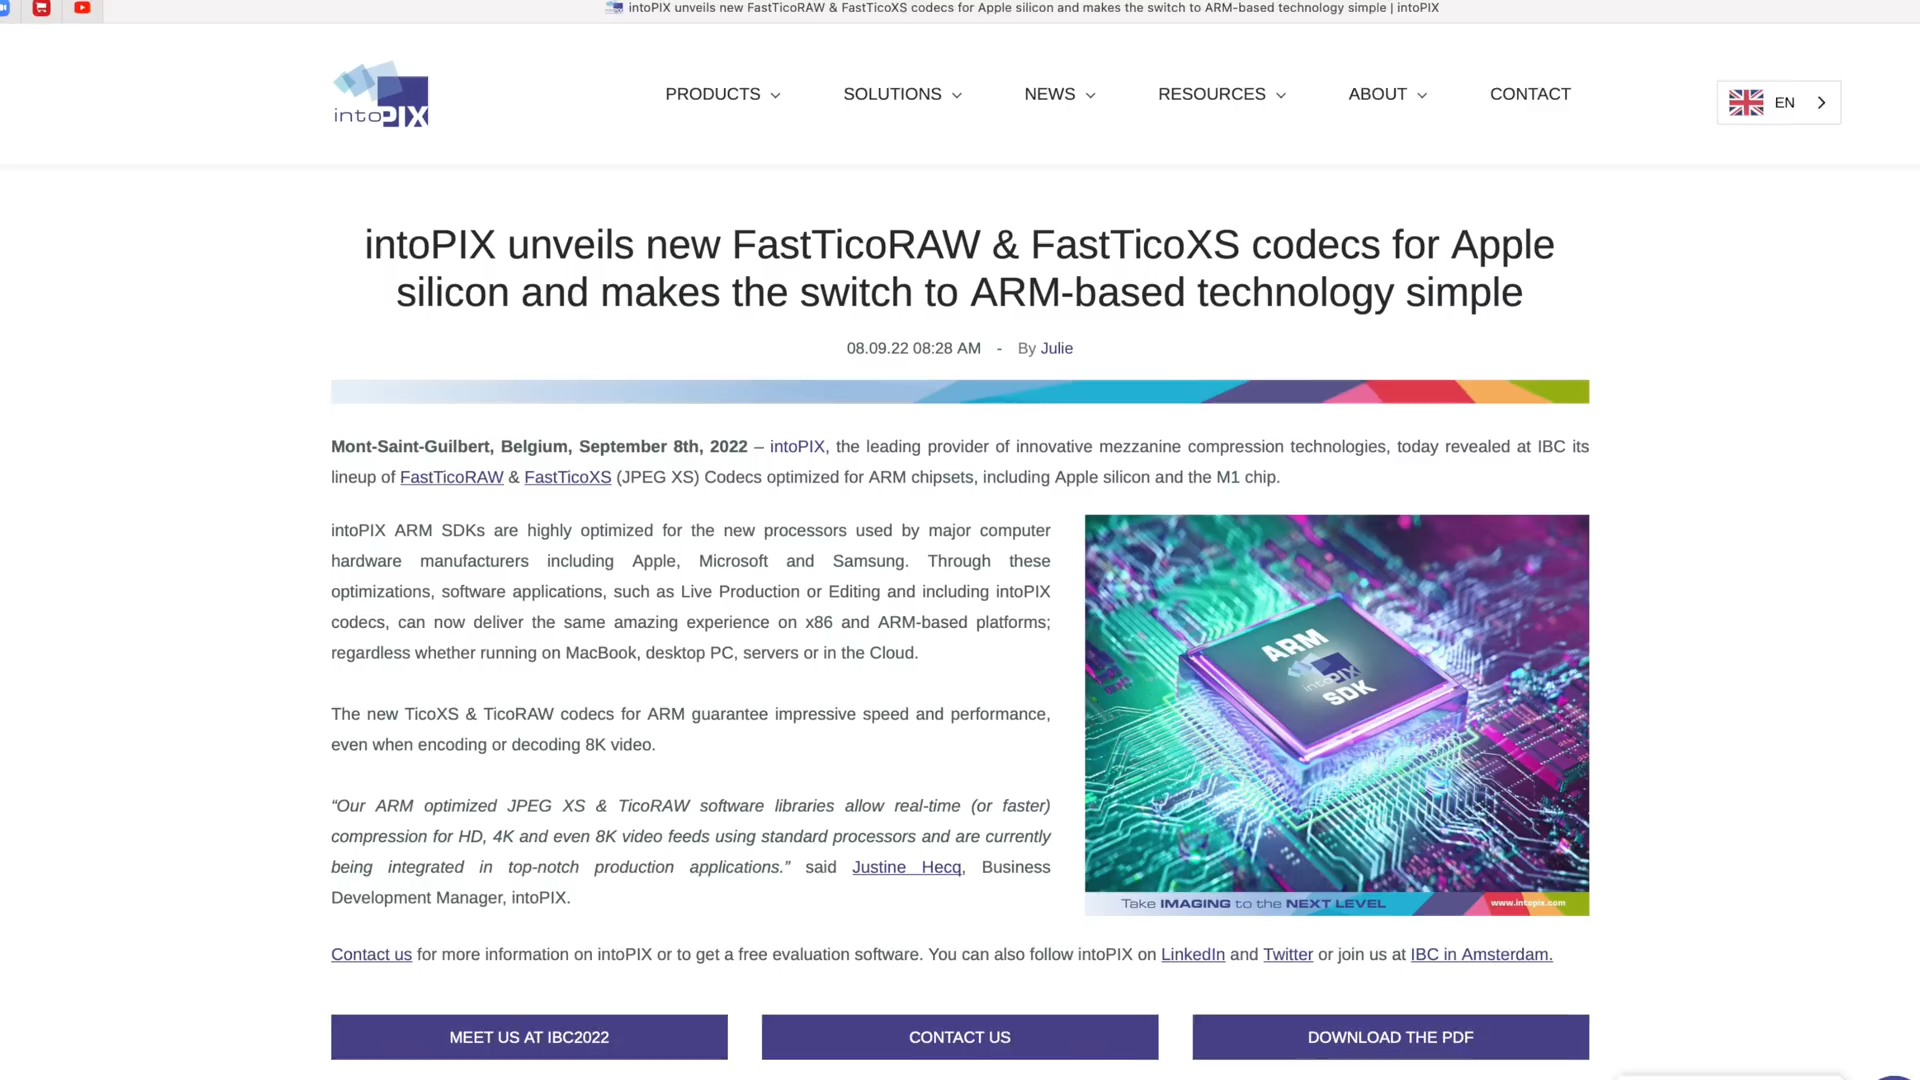 intoPIX unveils new FastTicoRAW & FastTicoXS codecs for Apple silicon and makes the switch to ARM-based technology simple | intoPIX
intoPIX
PRODUCTS
SOLUTIONS
NEWS
RESOURCES
ABOUT
CONTACT
EN
intoPIX unveils new FastTicoRAW & FastTicoXS codecs for Apple
silicon and makes the switch to ARM-based technology simple
08.09.22 08:28 AM - By Julie
Mont-Saint-Guilbert, Belgium, September 8th, 2022 – intoPIX, the leading provider of innovative mezzanine compression technologies, today revealed at IBC its
lineup of FastTicoRAW & FastTicoXS (JPEG XS) Codecs optimized for ARM chipsets, including Apple silicon and the M1 chip.
intoPIX ARM SDKs are highly optimized for the new processors used by major computer
hardware manufacturers including Apple, Microsoft and Samsung. Through these
optimizations, software applications, such as Live Production or Editing and including intoPIX
codecs, can now deliver the same amazing experience on x86 and ARM-based platforms;
regardless whether running on MacBook, desktop PC, servers or in the Cloud.
The new TicoXS & TicoRAW codecs for ARM guarantee impressive speed and performance,
even when encoding or decoding 8K video.
“Our ARM optimized JPEG XS & TicoRAW software libraries allow real-time (or faster)
compression for HD, 4K and even 8K video feeds using standard processors and are currently
being integrated in top-notch production applications.” said Justine Hecq, Business
Development Manager, intoPIX.
ARM
intoPIX
SDK
Take IMAGING to the NEXT LEVEL
www.intopix.com
Contact us for more information on intoPIX or to get a free evaluation software. You can also follow intoPIX on LinkedIn and Twitter or join us at IBC in Amsterdam.
MEET US AT IBC2022
CONTACT US
DOWNLOAD THE PDF